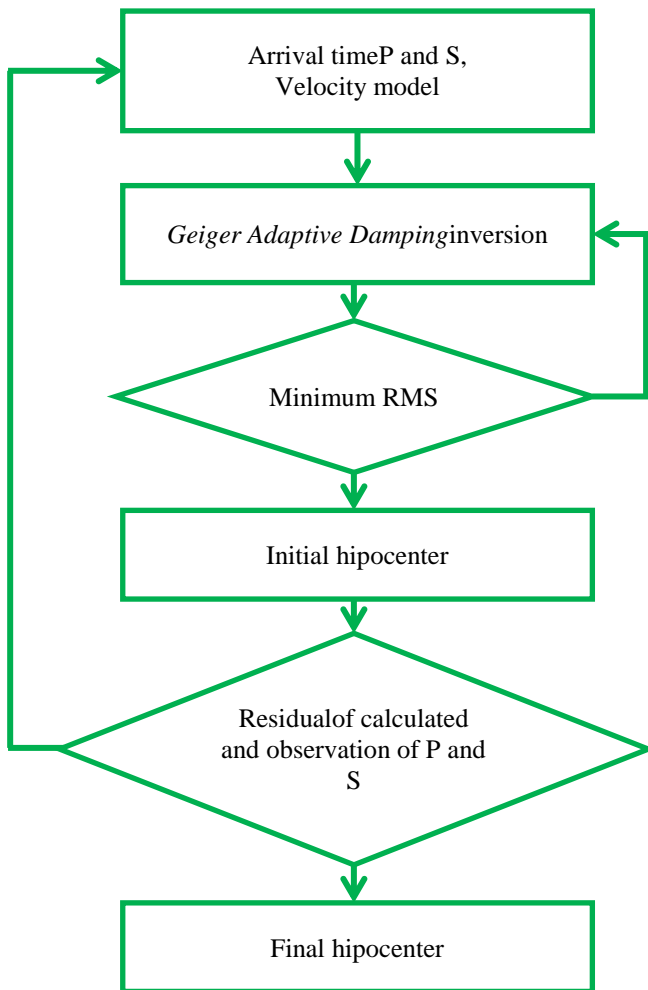 Arrival timeP and S,
Velocity model
Geiger Adaptive Dampinginversion
Minimum RMS
Initial hipocenter
Residualof calculated
and observation of P and
S
Final hipocenter